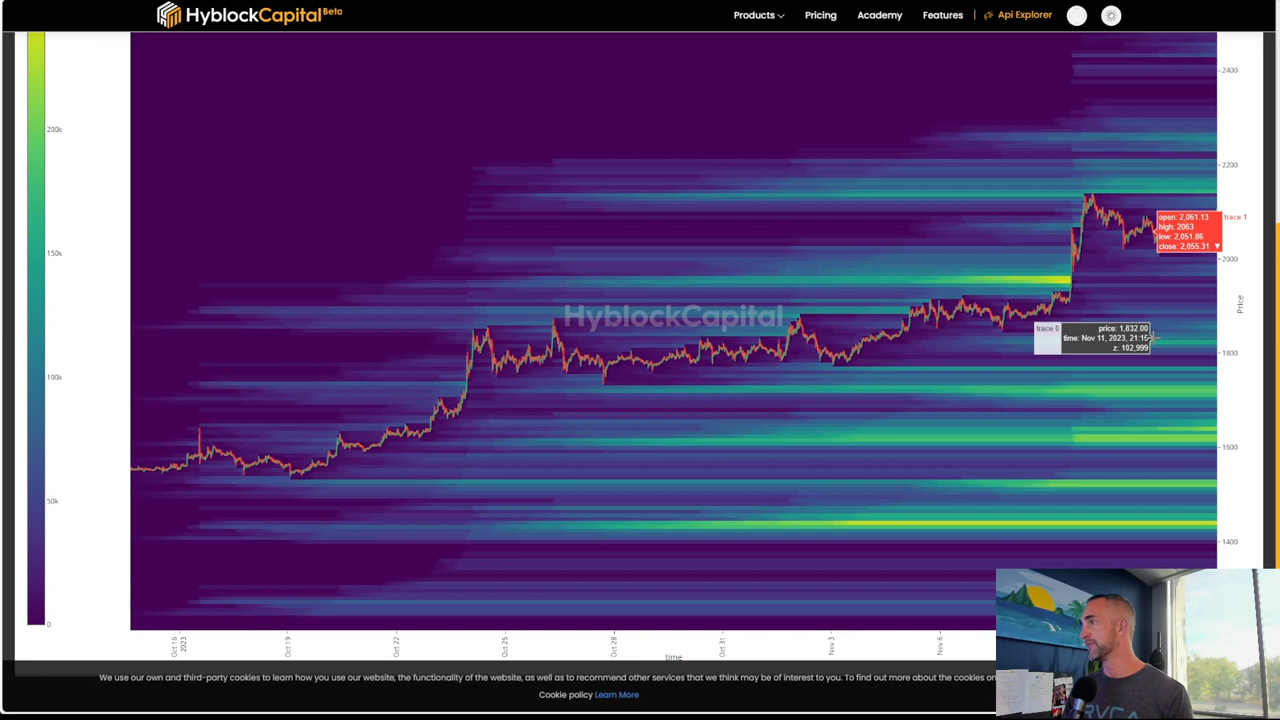 HyblockCapital Beta
Products
Pricing
Academy
Features
Api Explorer
200k
150k
100k
50k
0
HyblockCapital
2400
2200
2000
1800
1600
1400
Price
open: 2,061.13
high: 2063
low: 2,051.86
close: 2,055.31 ▼
trace 1
trace 0
price: 1,832.00
time: Nov 11, 2023, 21:15
z: 102,999
Oct 16
2023
Oct 19
Oct 22
Oct 25
Oct 28
Oct 31
Nov 3
Nov 6
time
We use our own and third-party cookies to learn how you use our website, the functionality of the website, as well as to recommend other services that we think may be of interest to you. To find out more about the cookies on
Cookie policy Learn More
RVCA